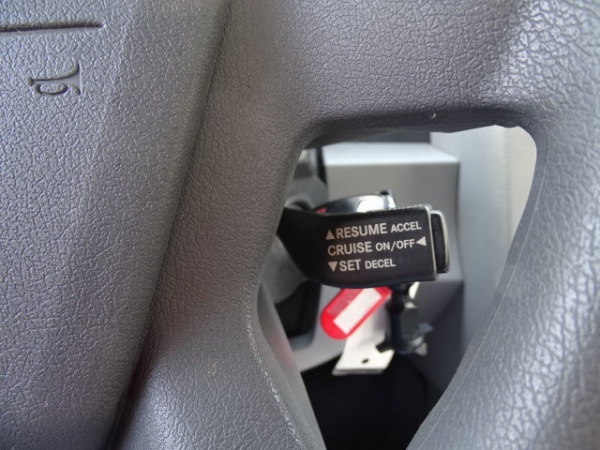 ▲RESUME ACCEL
CRUISE ON/OFF◀
▼SET DECEL